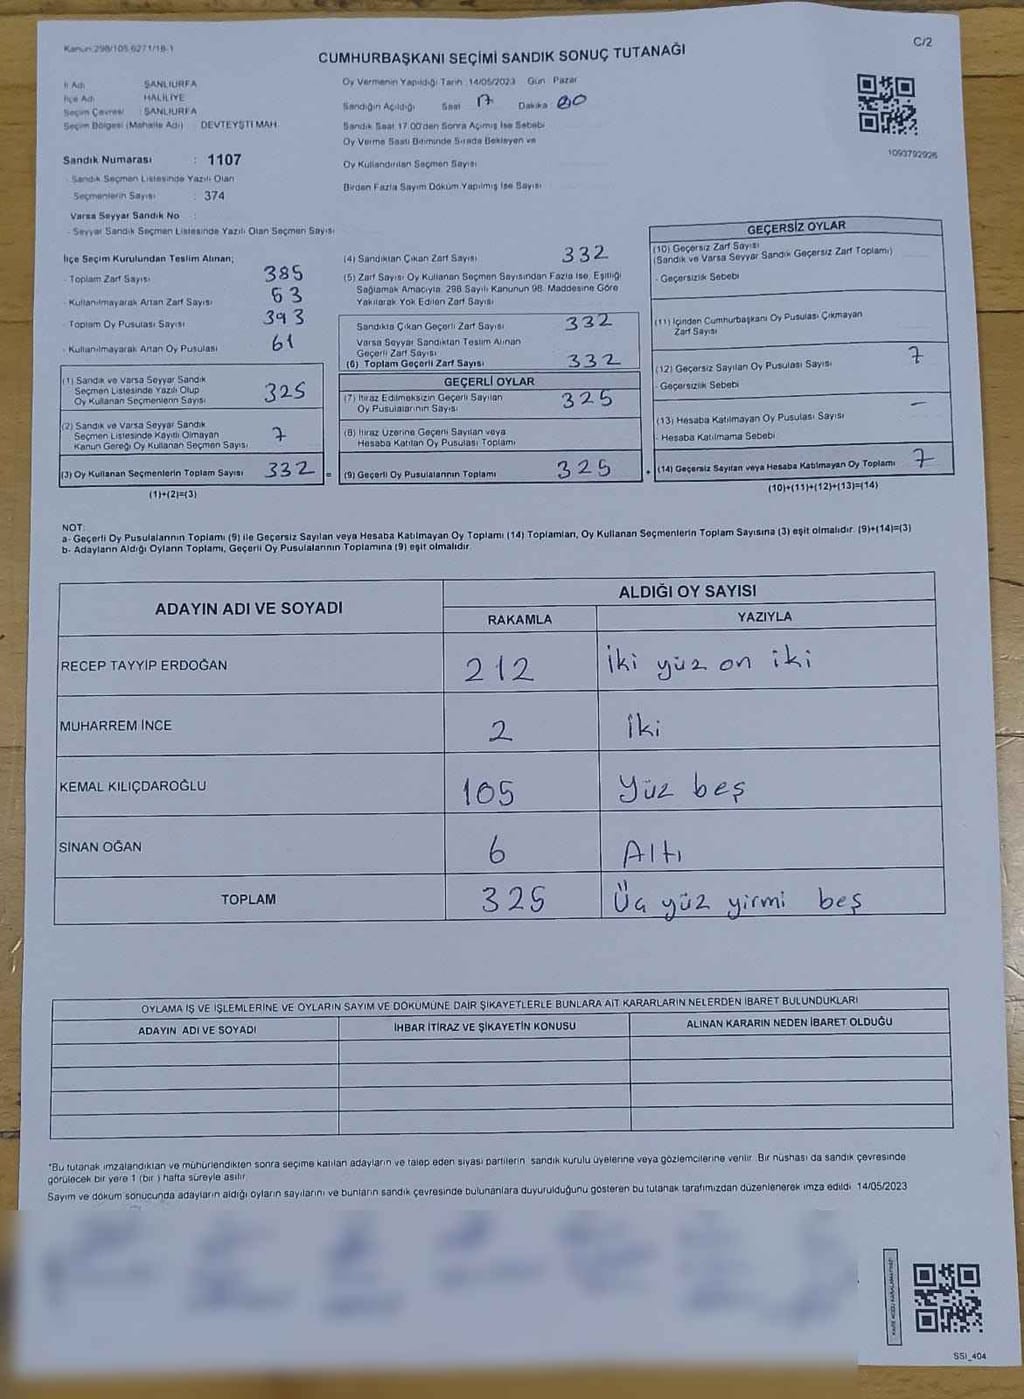 Kanun:298/105,6271/18-1
C/2
CUMHURBAŞKANI SEÇİMİ SANDIK SONUÇ TUTANAĞI
İl Adı : ŞANLIURFA
İlçe Adı : HALİLİYE
Seçim Çevresi : ŞANLIURFA
Seçim Bölgesi (Mahalle Adı) : DEVTEYŞTİ MAH.
Oy Vermenin Yapıldığı Tarih :14/05/2023 Gün: Pazar
Sandığın Açıldığı Saat 17 Dakika
Sandık Saat 17:00'den Sonra Açılmış İse Sebebi
Oy Verme Saati Bitiminde Sırada Bekleyen ve
Oy Kullandırılan Seçmen Sayısı
Birden Fazla Sayım Döküm Yapılmış İse Sayısı
1093792926
Sandık Numarası : 1107
- Sandık Seçmen Listesinde Yazılı Olan
Seçmenlerin Sayısı : 374
Varsa Seyyar Sandık No :
- Seyyar Sandık Seçmen Listesinde Yazılı Olan Seçmen Sayısı
İlçe Seçim Kurulundan Teslim Alınan;
- Toplam Zarf Sayısı 385
- Kullanılmayarak Artan Zarf Sayısı 53
- Toplam Oy Pusulası Sayısı 393
- Kullanılmayarak Artan Oy Pusulası 61
(1) Sandık ve Varsa Seyyar Sandık
Seçmen Listesinde Yazılı Olup
Oy Kullanan Seçmenlerin Sayısı 325
(2) Sandık ve Varsa Seyyar Sandık
Seçmen Listesinde Kayıtlı Olmayan
Kanun Gereği Oy Kullanan Seçmen Sayısı 7
(3) Oy Kullanan Seçmenlerin Toplam Sayısı 332
(1)+(2)=(3)
(4) Sandıktan Çıkan Zarf Sayısı 332
(5) Zarf Sayısı Oy Kullanan Seçmen Sayısından Fazla İse, Eşitliği
Sağlamak Amacıyla, 298 Sayılı Kanunun 98. Maddesine Göre
Yakılarak Yok Edilen Zarf Sayısı
Sandıkta Çıkan Geçerli Zarf Sayısı 332
Varsa Seyyar Sandıktan Teslim Alınan
Geçerli Zarf Sayısı
(6) Toplam Geçerli Zarf Sayısı 332
GEÇERLİ OYLAR
(7) İtiraz Edilmeksizin Geçerli Sayılan
Oy Pusulalarının Sayısı 325
(8) İtiraz Üzerine Geçerli Sayılan veya
Hesaba Katılan Oy Pusulası Toplamı
= (9) Geçerli Oy Pusulalarının Toplamı 325
GEÇERSİZ OYLAR
(10) Geçersiz Zarf Sayısı
(Sandık ve Varsa Seyyar Sandık Geçersiz Zarf Toplamı)
- Geçersizlik Sebebi
(11) İçinden Cumhurbaşkanı Oy Pusulası Çıkmayan
Zarf Sayısı
(12) Geçersiz Sayılan Oy Pusulası Sayısı 7
- Geçersizlik Sebebi
(13) Hesaba Katılmayan Oy Pusulası Sayısı –
- Hesaba Katılmama Sebebi
+ (14) Geçersiz Sayılan veya Hesaba Katılmayan Oy Toplamı 7
(10)+(11)+(12)+(13)=(14)
NOT:
a- Geçerli Oy Pusulalarının Toplamı (9) ile Geçersiz Sayılan veya Hesaba Katılmayan Oy Toplamı (14) Toplamları, Oy Kullanan Seçmenlerin Toplam Sayısına (3) eşit olmalıdır. (9)+(14)=(3)
b- Adayların Aldığı Oyların Toplamı, Geçerli Oy Pusulalarının Toplamına (9) eşit olmalıdır.
ADAYIN ADI VE SOYADI
ALDIĞI OY SAYISI
RAKAMLA YAZIYLA
RECEP TAYYİP ERDOĞAN 212 İki yüz on iki
MUHARREM İNCE 2 İki
KEMAL KILIÇDAROĞLU 105 Yüz beş
SİNAN OĞAN 6 Altı
TOPLAM 325 Üç yüz yirmi beş
OYLAMA İŞ VE İŞLEMLERİNE VE OYLARIN SAYIM VE DÖKÜMÜNE DAİR ŞİKAYETLERLE BUNLARA AİT KARARLARIN NELERDEN İBARET BULUNDUKLARI
ADAYIN ADI VE SOYADI İHBAR İTİRAZ VE ŞİKAYETİN KONUSU ALINAN KARARIN NEDEN İBARET OLDUĞU
*Bu tutanak imzalandıktan ve mühürlendikten sonra seçime katılan adayların ve talep eden siyasi partilerin sandık kurulu üyelerine veya gözlemcilerine verilir. Bir nüshası da sandık çevresinde
görülecek bir yere 1 (bir ) hafta süreyle asılır.
Sayım ve döküm sonucunda adayların aldığı oyların sayılarını ve bunların sandık çevresinde bulunanlara duyurulduğunu gösteren bu tutanak tarafımızdan düzenlenerek imza edildi. 14/05/2023
KARE KODU KARALAMAYINIZ!
SSI_404